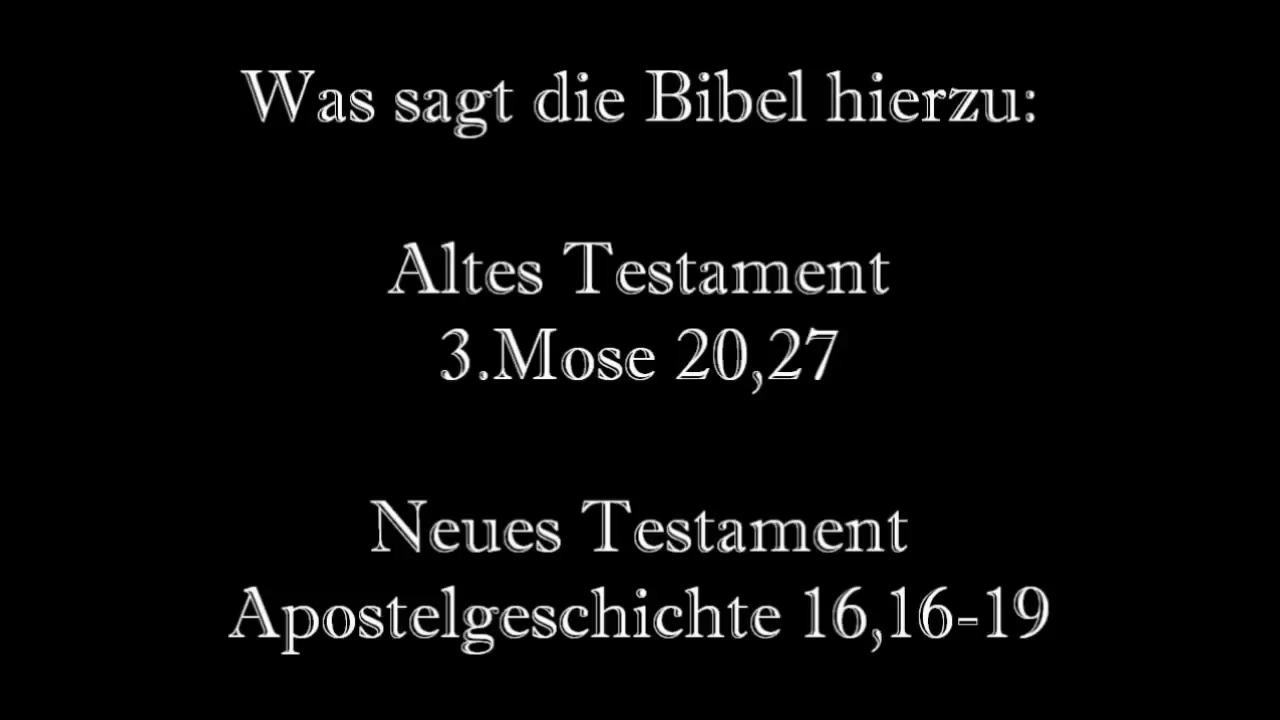 Was sagt die Bibel hierzu:
Altes Testament
3.Mose 20,27
Neues Testament
Apostelgeschichte 16,16-19